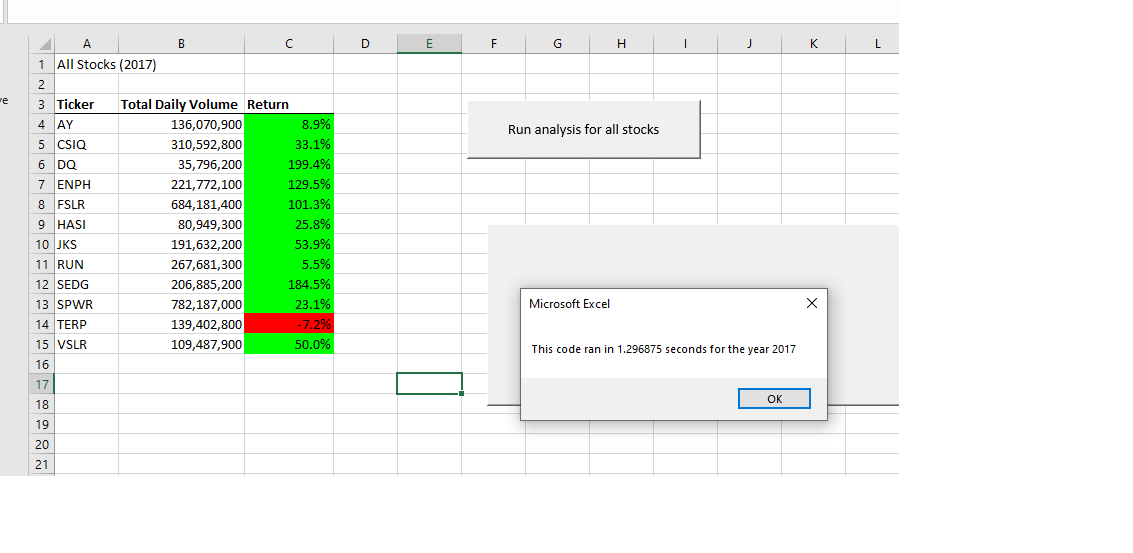 A B C D E F G H I J K L
1 All Stocks (2017)
2
3 Ticker Total Daily Volume Return
4 AY 136,070,900 8.9%
5 CSIQ 310,592,800 33.1%
6 DQ 35,796,200 199.4%
7 ENPH 221,772,100 129.5%
8 FSLR 684,181,400 101.3%
9 HASI 80,949,300 25.8%
10 JKS 191,632,200 53.9%
11 RUN 267,681,300 5.5%
12 SEDG 206,885,200 184.5%
13 SPWR 782,187,000 23.1%
14 TERP 139,402,800 -7.2%
15 VSLR 109,487,900 50.0%
16
17
18
19
20
21
Run analysis for all stocks
Microsoft Excel
This code ran in 1.296875 seconds for the year 2017
OK